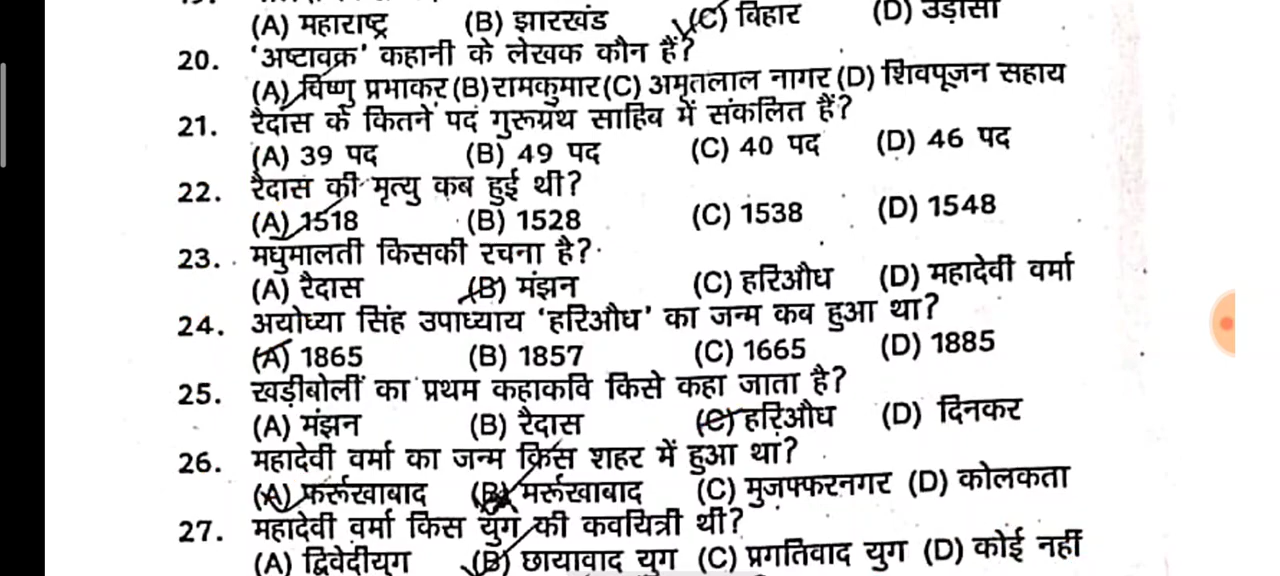 (A) महाराष्ट्र (B) झारखंड (C) विहार (D) उड़ीसा
20. 'अष्टावक्र' कहानी के लेखक कौन हैं?
(A) विष्णु प्रभाकर (B) रामकुमार (C) अमृतलाल नागर (D) शिवपूजन सहाय
21. रैदास के कितने पद गुरूग्रंथ साहिब में संकलित हैं?
(A) 39 पद (B) 49 पद (C) 40 पद (D) 46 पद
22. रैदास की मृत्यु कब हुई थी?
(A) 1518 (B) 1528 (C) 1538 (D) 1548
23. मधुमालती किसकी रचना है?
(A) रैदास (B) मंझन (C) हरिऔध (D) महादेवी वर्मा
24. अयोध्या सिंह उपाध्याय 'हरिऔध' का जन्म कब हुआ था?
(A) 1865 (B) 1857 (C) 1665 (D) 1885
25. खड़ीबोली का प्रथम कहाकवि किसे कहा जाता है?
(A) मंझन (B) रैदास (C) हरिऔध (D) दिनकर
26. महादेवी वर्मा का जन्म किस शहर में हुआ था?
(A) फर्रूखाबाद (B) मर्रूखाबाद (C) मुजफ्फरनगर (D) कोलकता
27. महादेवी वर्मा किस युग की कवयित्री थी?
(A) द्विवेदीयुग (B) छायावाद युग (C) प्रगतिवाद युग (D) कोई नहीं